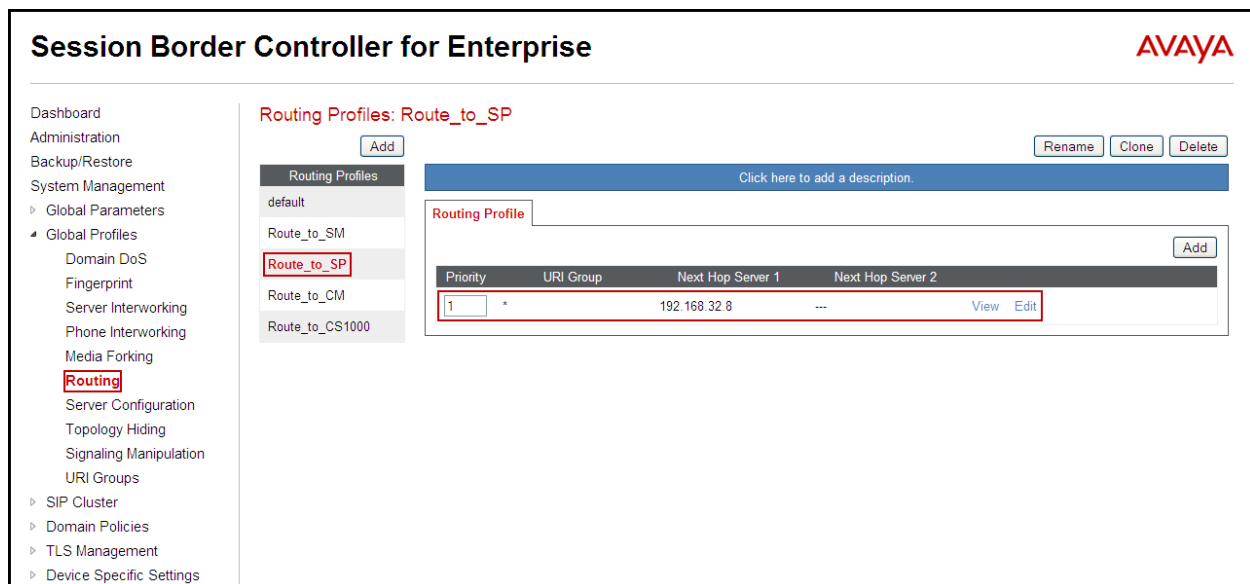 Session Border Controller for Enterprise
AVAYA
Dashboard
Administration
Backup/Restore
System Management
Global Parameters
Global Profiles
Domain DoS
Fingerprint
Server Interworking
Phone Interworking
Media Forking
Routing
Server Configuration
Topology Hiding
Signaling Manipulation
URI Groups
SIP Cluster
Domain Policies
TLS Management
Device Specific Settings
Routing Profiles: Route_to_SP
Add
Rename Clone Delete
Routing Profiles
default
Route_to_SM
Route_to_SP
Route_to_CM
Route_to_CS1000
Click here to add a description.
Routing Profile
Add
Priority URI Group Next Hop Server 1 Next Hop Server 2
1 * 192.168.32.8 --- View Edit